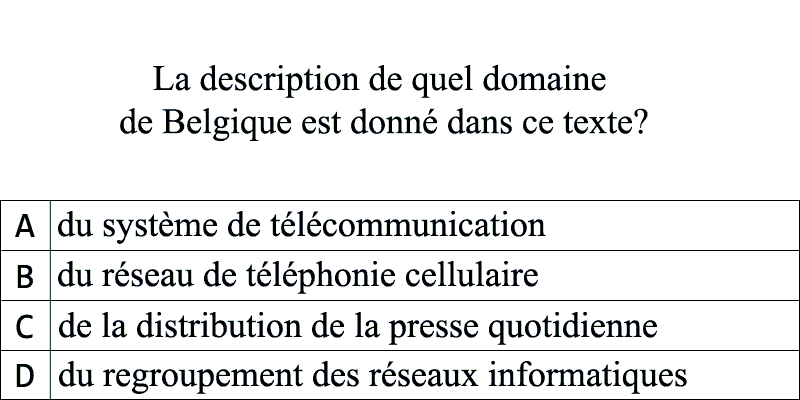 La description de quel domaine
de Belgique est donné dans ce texte?
A du système de télécommunication
B du réseau de téléphonie cellulaire
C de la distribution de la presse quotidienne
D du regroupement des réseaux informatiques